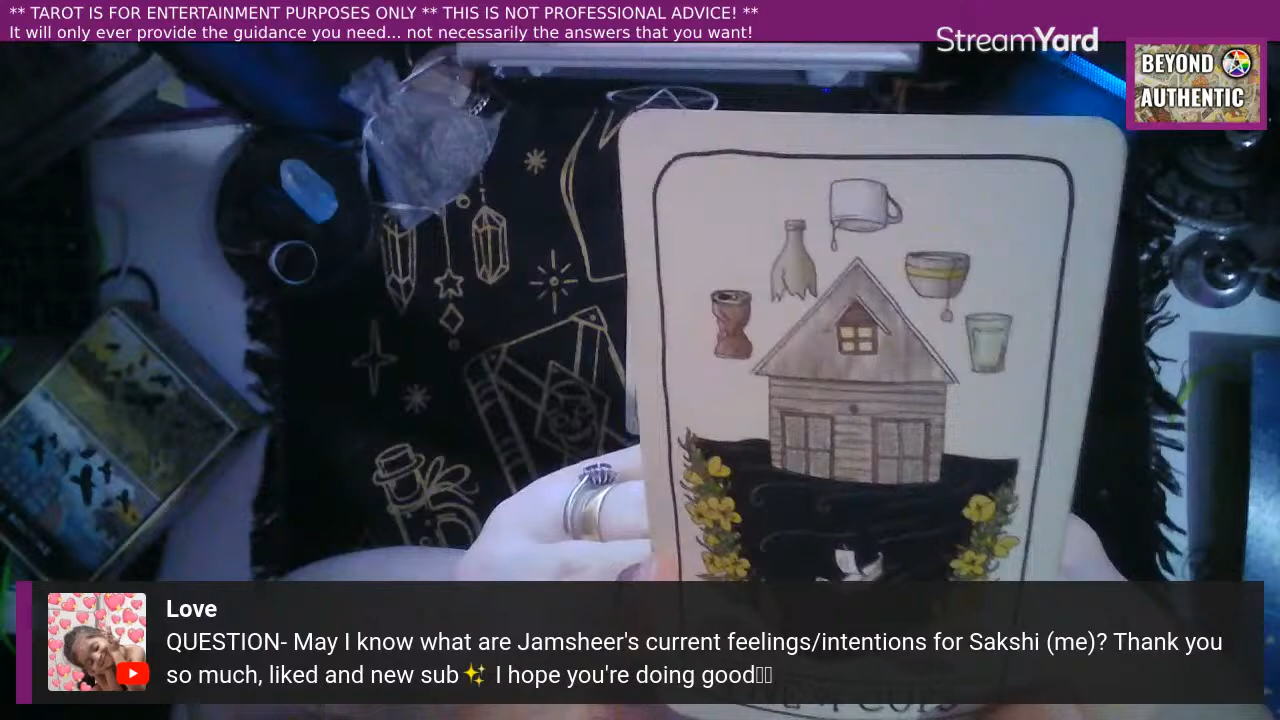 ** TAROT IS FOR ENTERTAINMENT PURPOSES ONLY ** THIS IS NOT PROFESSIONAL ADVICE! **
It will only ever provide the guidance you need... not necessarily the answers that you want!
StreamYard
BEYOND
AUTHENTIC
Love
QUESTION- May I know what are Jamsheer's current feelings/intentions for Sakshi (me)? Thank you
so much, liked and new sub✨ I hope you're doing good
CUPS